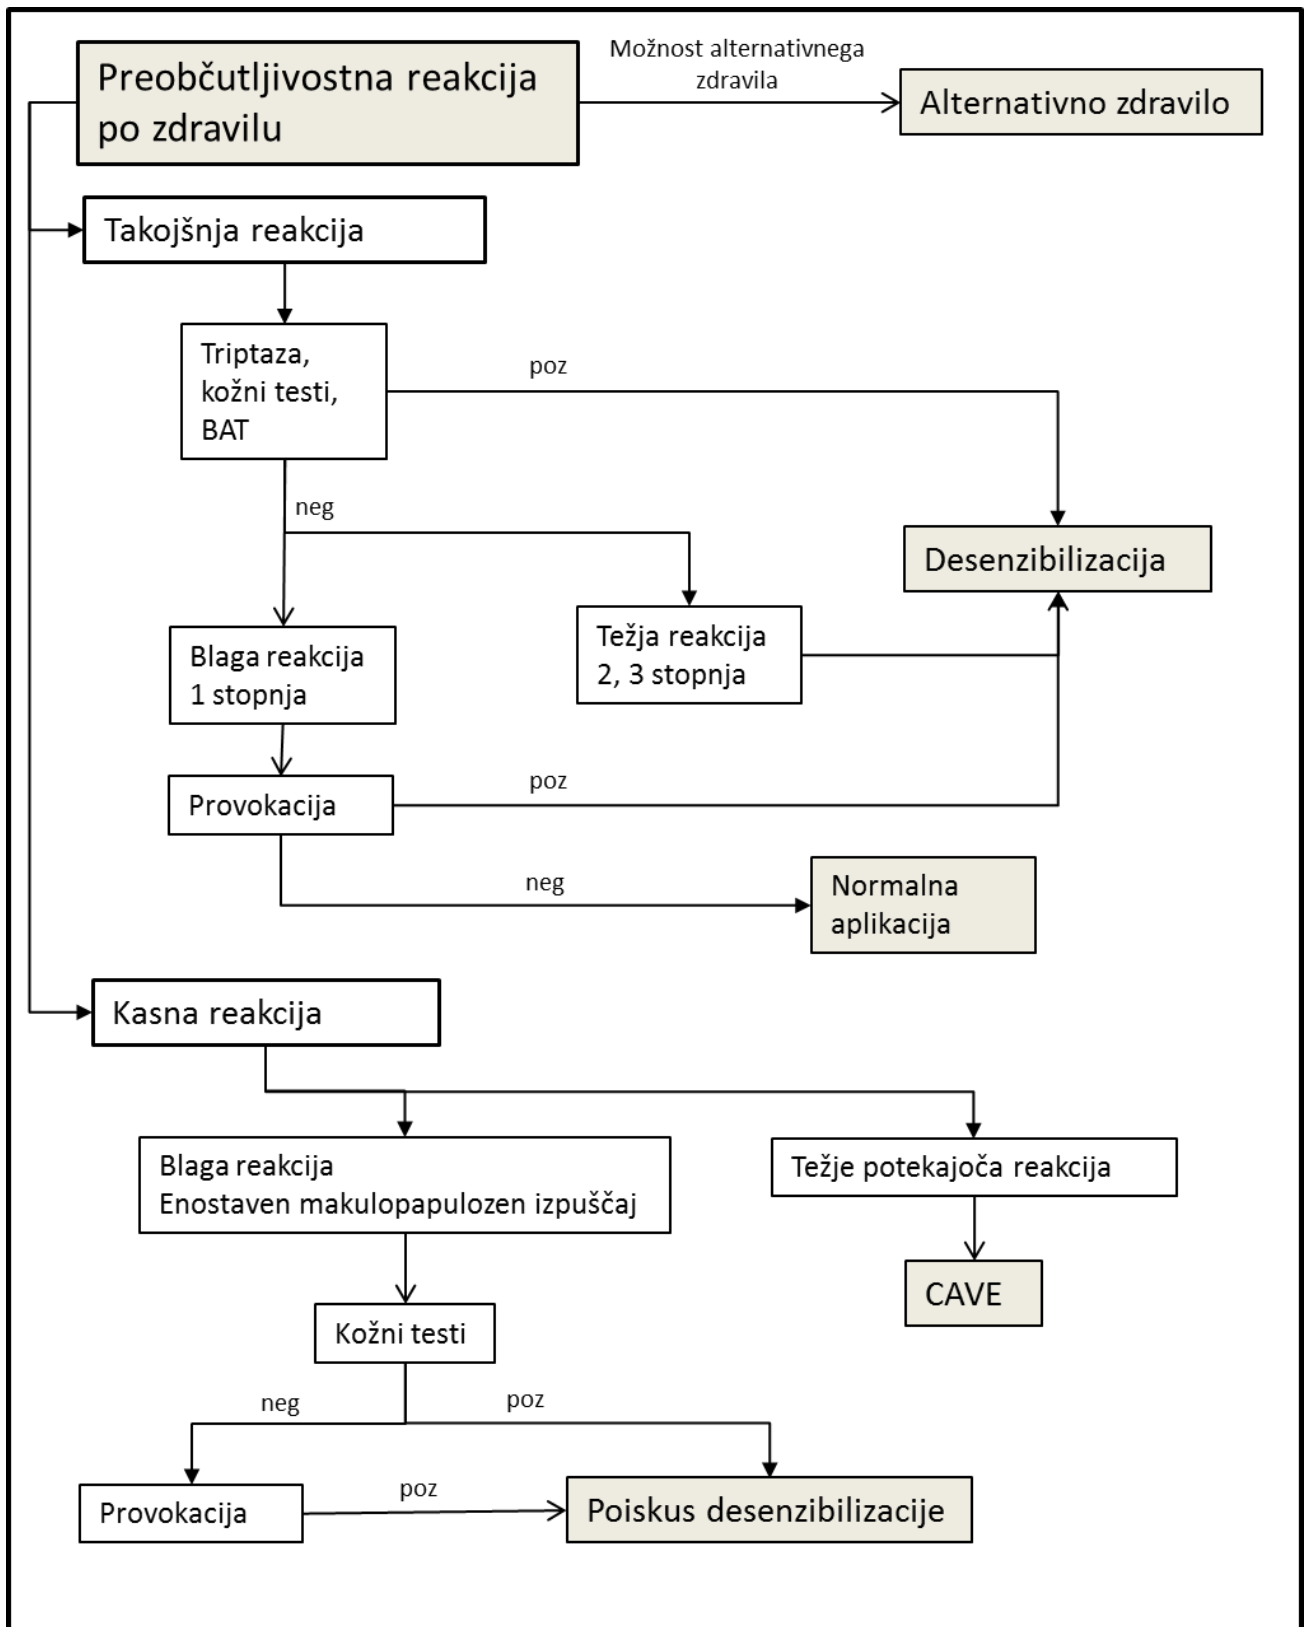 Preobčutljivostna reakcija
po zdravilu
Možnost alternativnega
zdravila
Alternativno zdravilo
Takojšnja reakcija
Triptaza,
kožni testi,
BAT
poz
neg
Desenzibilizacija
Blaga reakcija
1 stopnja
Težja reakcija
2, 3 stopnja
Provokacija
poz
neg
Normalna
aplikacija
Kasna reakcija
Blaga reakcija
Enostaven makulopapulozen izpuščaj
Težje potekajoča reakcija
CAVE
Kožni testi
neg
poz
Provokacija
poz
Poiskus desenzibilizacije